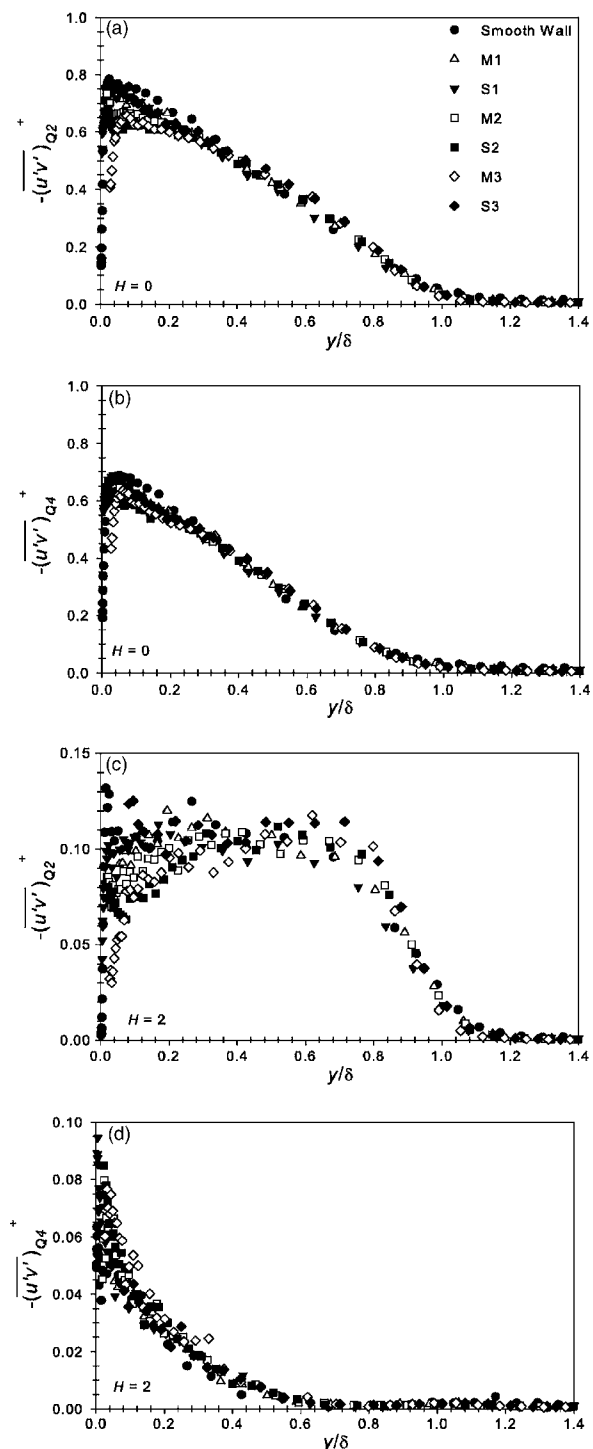 (a)
Smooth Wall
M1
S1
M2
S2
M3
S3
1.0
0.8
0.6
0.4
0.2
0.0
-(u'v')Q2 +
H = 0
0.0 0.2 0.4 0.6 0.8 1.0 1.2 1.4
y/δ
(b)
1.0
0.8
0.6
0.4
0.2
0.0
-(u'v')Q4 +
H = 0
0.0 0.2 0.4 0.6 0.8 1.0 1.2 1.4
y/δ
(c)
0.15
0.10
0.05
0.00
-(u'v')Q2 +
H = 2
0.0 0.2 0.4 0.6 0.8 1.0 1.2 1.4
y/δ
(d)
0.10
0.08
0.06
0.04
0.02
0.00
-(u'v')Q4 +
H = 2
0.0 0.2 0.4 0.6 0.8 1.0 1.2 1.4
y/δ